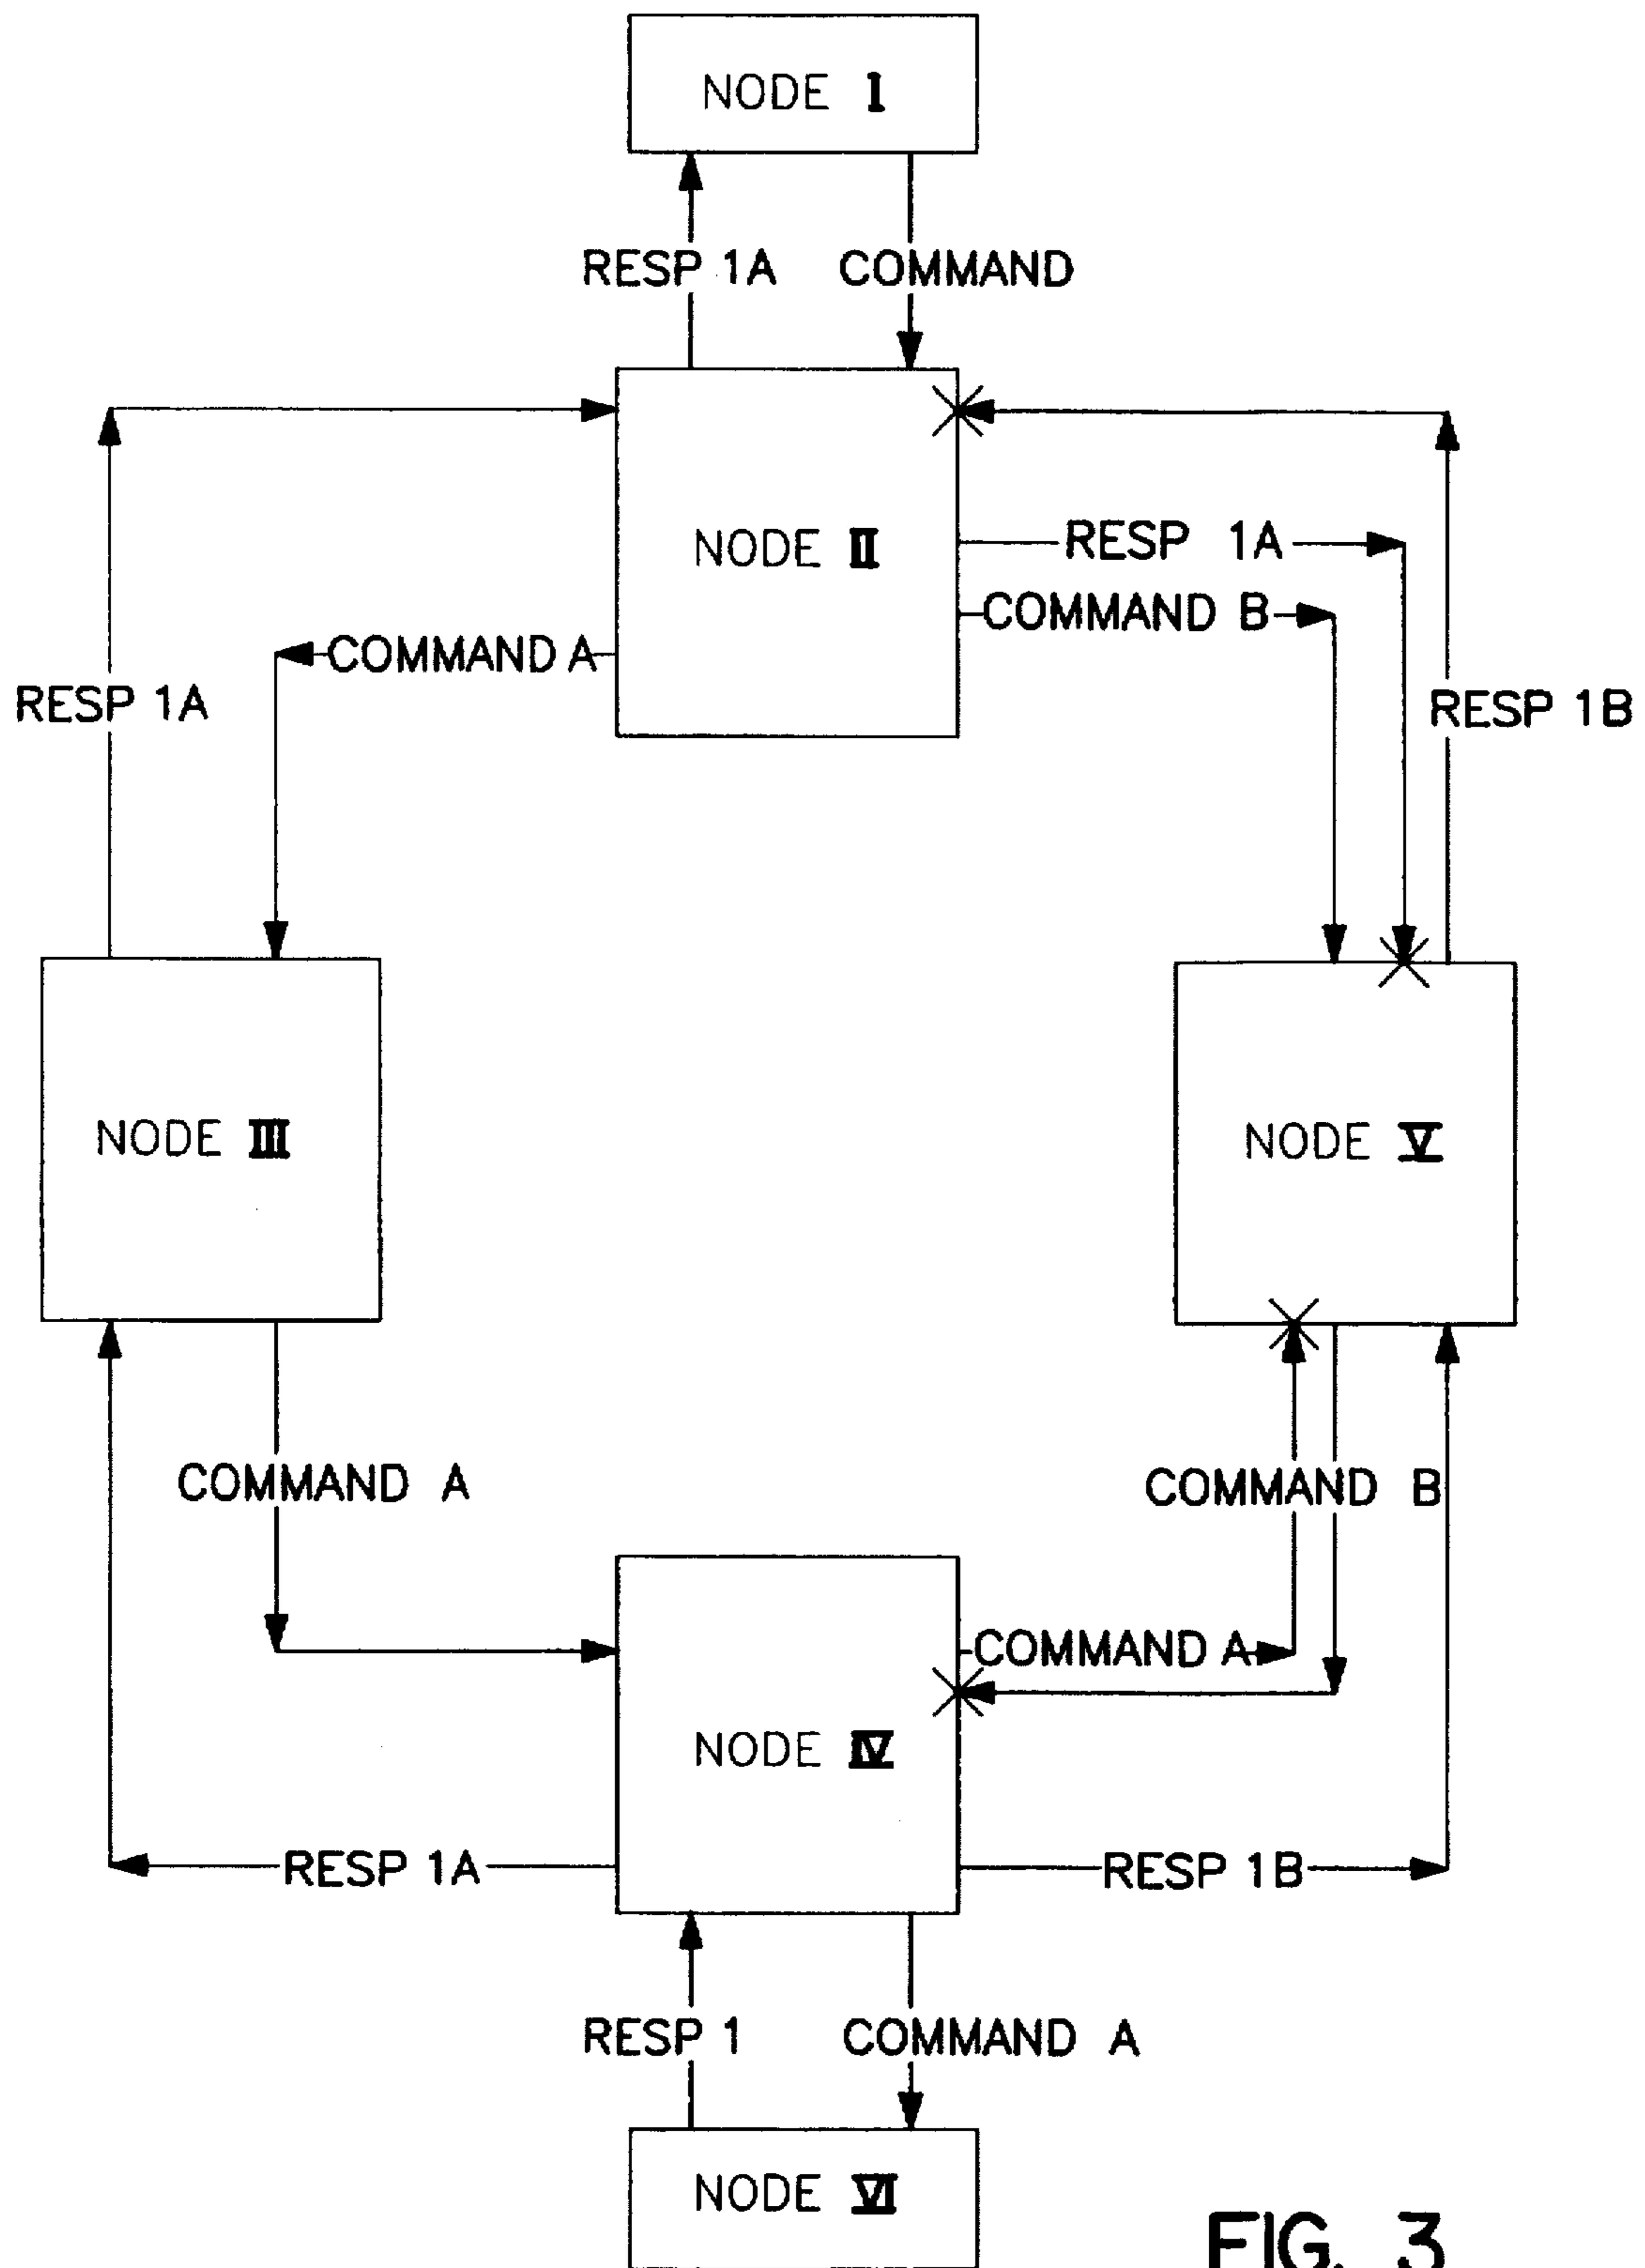 NODE I
RESP 1A
COMMAND
NODE II
RESP 1A
COMMAND B
COMMAND A
RESP 1A
RESP 1B
NODE III
NODE V
COMMAND A
COMMAND B
COMMAND A
NODE IV
RESP 1A
RESP 1B
RESP 1
COMMAND A
NODE VI
FIG. 3